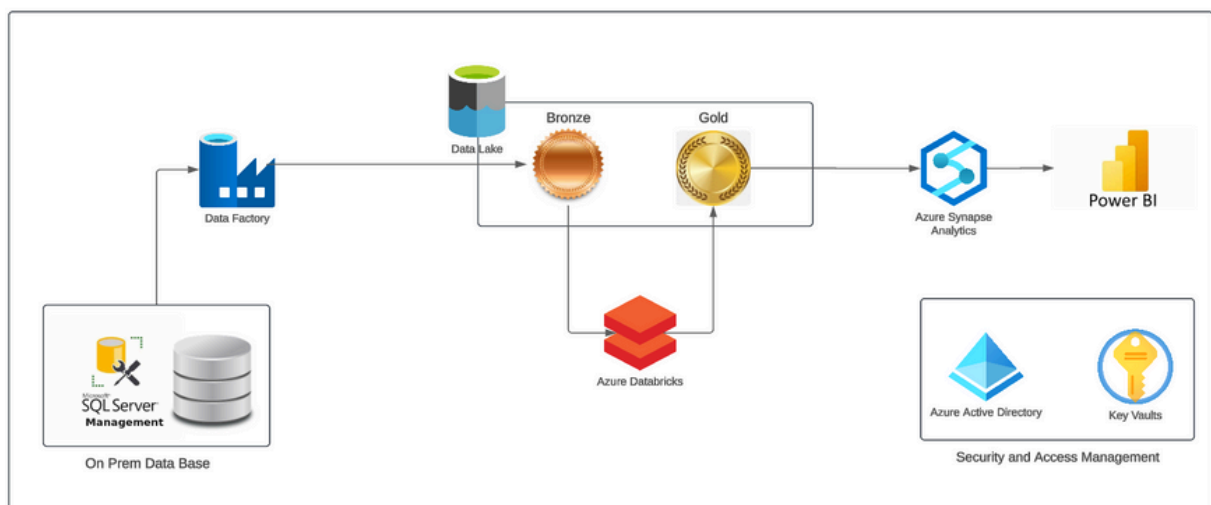 Bronze
Gold
Data Lake
Data Factory
Azure Synapse
Analytics
Power BI
Azure Databricks
Microsoft
SQL Server
Management
On Prem Data Base
Azure Active Directory
Key Vaults
Security and Access Management